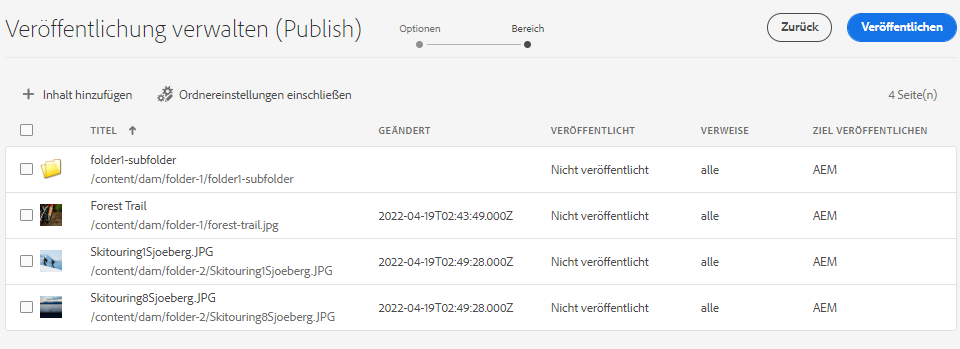 Veröffentlichung verwalten (Publish)
Optionen
Bereich
Zurück
Veröffentlichen
Inhalt hinzufügen
Ordnereinstellungen einschließen
4 Seite(n)
TITEL GEÄNDERT VERÖFFENTLICHT VERWEISE ZIEL VERÖFFENTLICHEN
folder1-subfolder
/content/dam/folder-1/folder1-subfolder
Nicht veröffentlicht alle AEM
Forest Trail
/content/dam/folder-1/forest-trail.jpg
2022-04-19T02:43:49.000Z Nicht veröffentlicht alle AEM
Skitouring1Sjoeberg.JPG
/content/dam/folder-2/Skitouring1Sjoeberg.JPG
2022-04-19T02:49:28.000Z Nicht veröffentlicht alle AEM
Skitouring8Sjoeberg.JPG
/content/dam/folder-2/Skitouring8Sjoeberg.JPG
2022-04-19T02:49:28.000Z Nicht veröffentlicht alle AEM